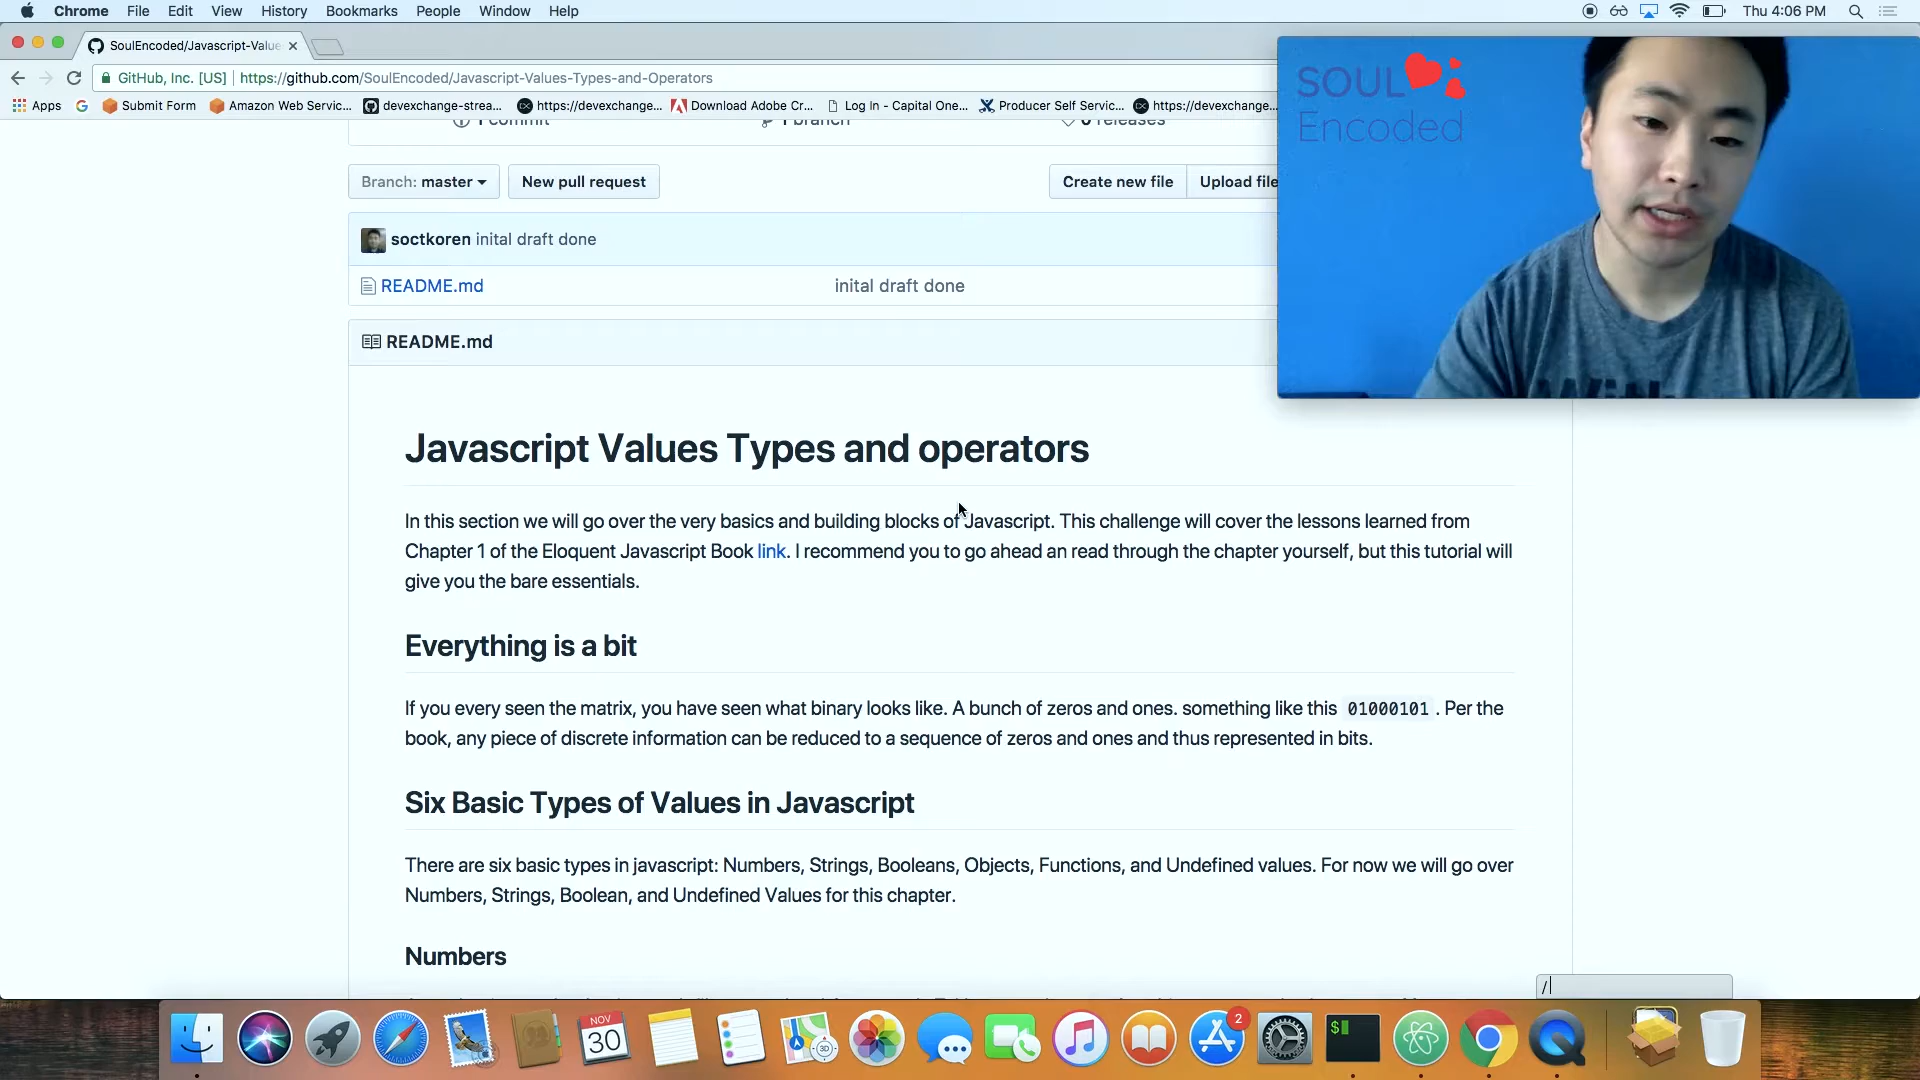 Chrome File Edit View History Bookmarks People Window Help Thu 4:06 PM
SoulEncoded/Javascript-Value
GitHub, Inc. [US] https://github.com/SoulEncoded/Javascript-Values-Types-and-Operators
Apps Submit Form Amazon Web Servic... devexchange-strea... https://devexchange... Download Adobe Cr... Log In - Capital One... Producer Self Servic... https://devexchange...
SOUL
Encoded
1 commit 1 branch 0 releases
Branch: master New pull request Create new file Upload file
soctkoren inital draft done
README.md inital draft done
README.md
Javascript Values Types and operators
In this section we will go over the very basics and building blocks of Javascript. This challenge will cover the lessons learned from
Chapter 1 of the Eloquent Javascript Book link. I recommend you to go ahead an read through the chapter yourself, but this tutorial will
give you the bare essentials.
Everything is a bit
If you every seen the matrix, you have seen what binary looks like. A bunch of zeros and ones. something like this 01000101 . Per the
book, any piece of discrete information can be reduced to a sequence of zeros and ones and thus represented in bits.
Six Basic Types of Values in Javascript
There are six basic types in javascript: Numbers, Strings, Booleans, Objects, Functions, and Undefined values. For now we will go over
Numbers, Strings, Boolean, and Undefined Values for this chapter.
Numbers
/
NOV
30
3D
2
$